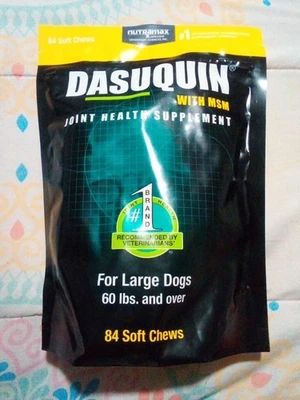 84 Soft Chews
nutramax
#1
DASUQUIN®
WITH MSM
JOINT HEALTH SUPPLEMENT
#1
BRAND
RECOMMENDED BY
VETERINARIANS
For Large Dogs
60 lbs. and over
84 Soft Chews